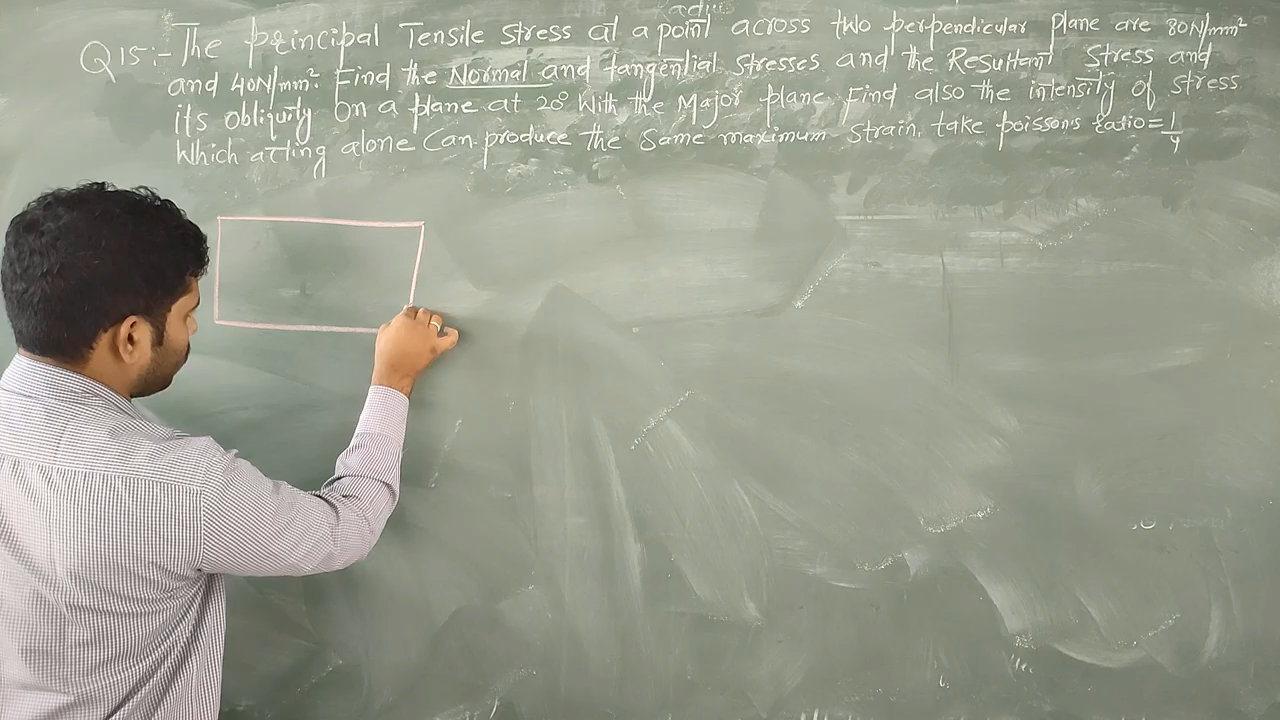 adius
Q 15:- The principal Tensile stress at a point across two perpendicular plane are 80N/mm²
and 40N/mm². Find the Normal and tangential stresses and the Resultant Stress and
its obliquity on a plane at 20° With the Major plane. Find also the intensity of stress
Which acting alone Can produce the same maximum strain, take poissons ratio = 1/4